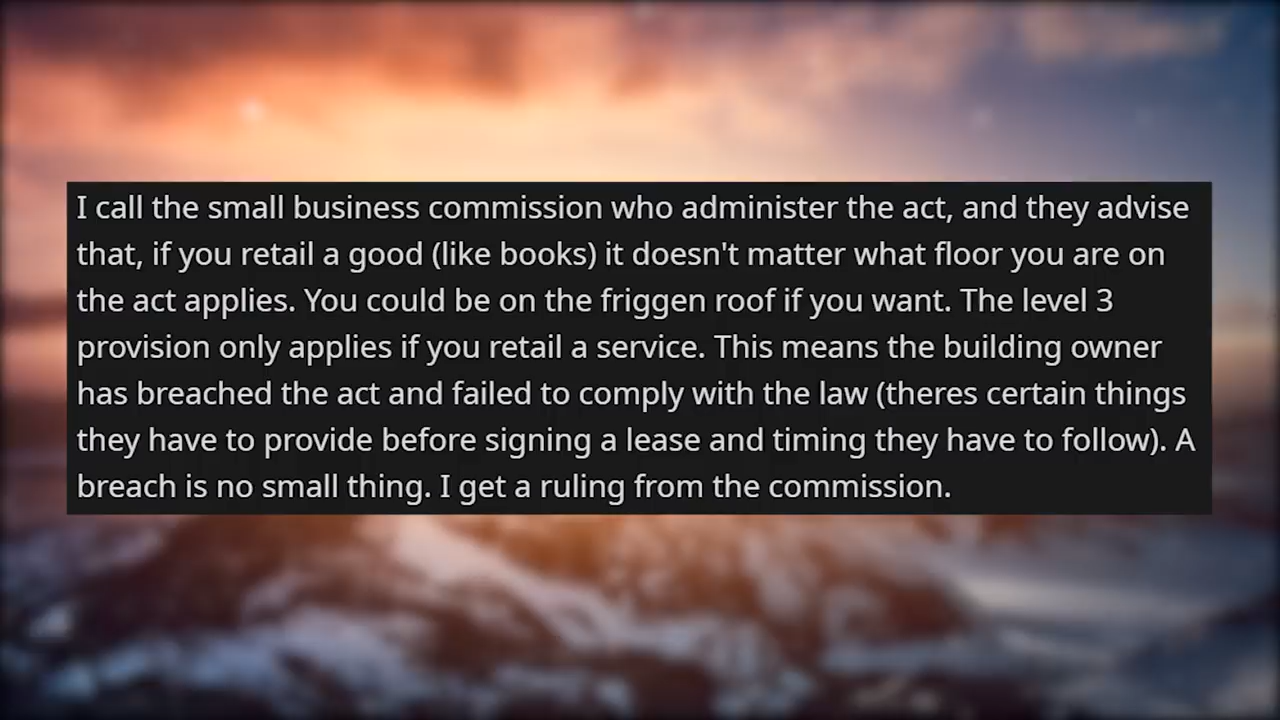 I call the small business commission who administer the act, and they advise
that, if you retail a good (like books) it doesn't matter what floor you are on
the act applies. You could be on the friggen roof if you want. The level 3
provision only applies if you retail a service. This means the building owner
has breached the act and failed to comply with the law (theres certain things
they have to provide before signing a lease and timing they have to follow). A
breach is no small thing. I get a ruling from the commission.